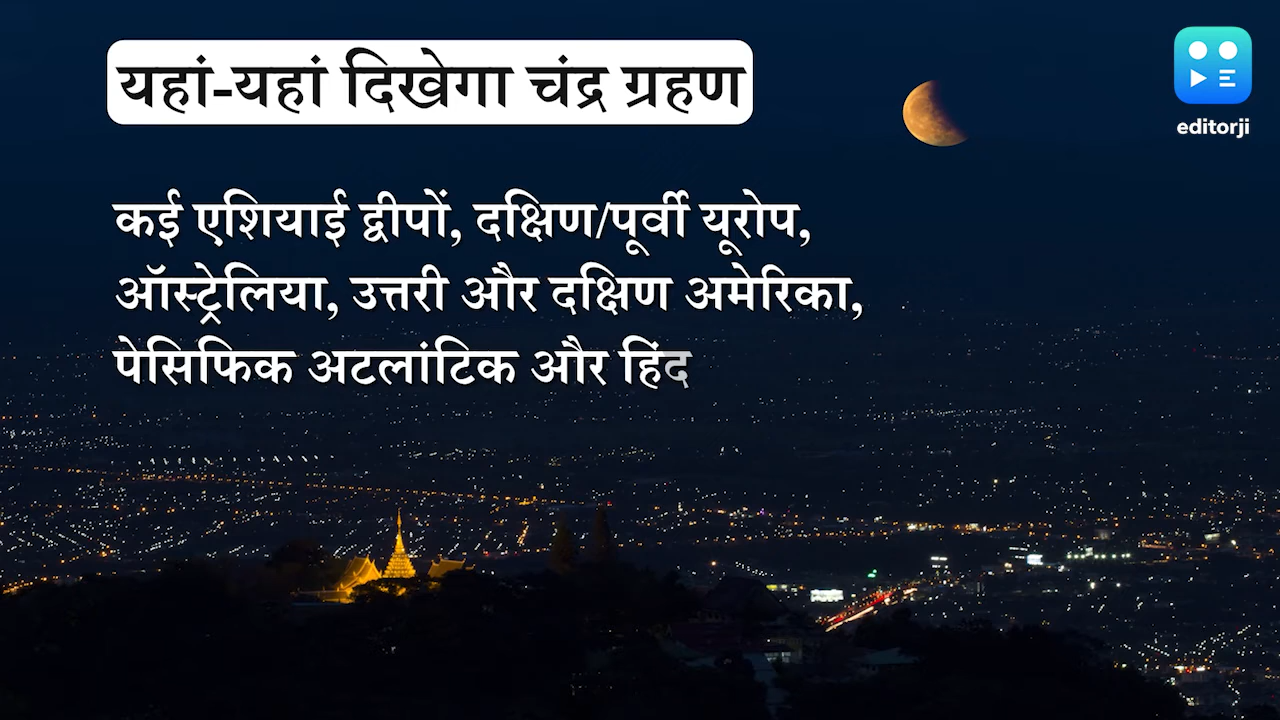 यहां-यहां दिखेगा चंद्र ग्रहण
editorji
कई एशियाई द्वीपों, दक्षिण/पूर्वी यूरोप,
ऑस्ट्रेलिया, उत्तरी और दक्षिण अमेरिका,
पेसिफिक अटलांटिक और हिंद